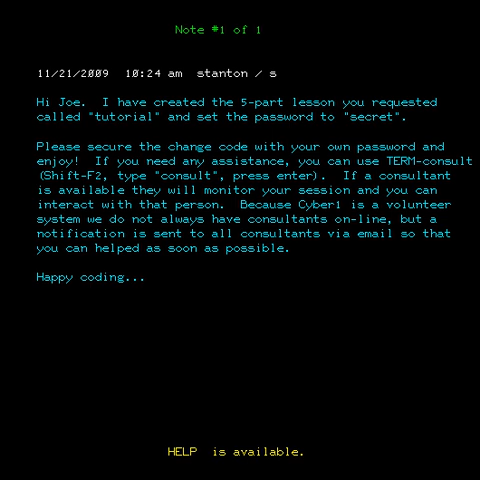 Note #1 of 1
11/21/2009  10:24 am  stanton / s
Hi Joe.  I have created the 5-part lesson you requested
called "tutorial" and set the password to "secret".
Please secure the change code with your own password and
enjoy!  If you need any assistance, you can use TERM-consult
(Shift-F2, type "consult", press enter).  If a consultant
is available they will monitor your session and you can
interact with that person.  Because Cyber1 is a volunteer
system we do not always have consultants on-line, but a
notification is sent to all consultants via email so that
you can helped as soon as possible.
Happy coding...
HELP  is available.